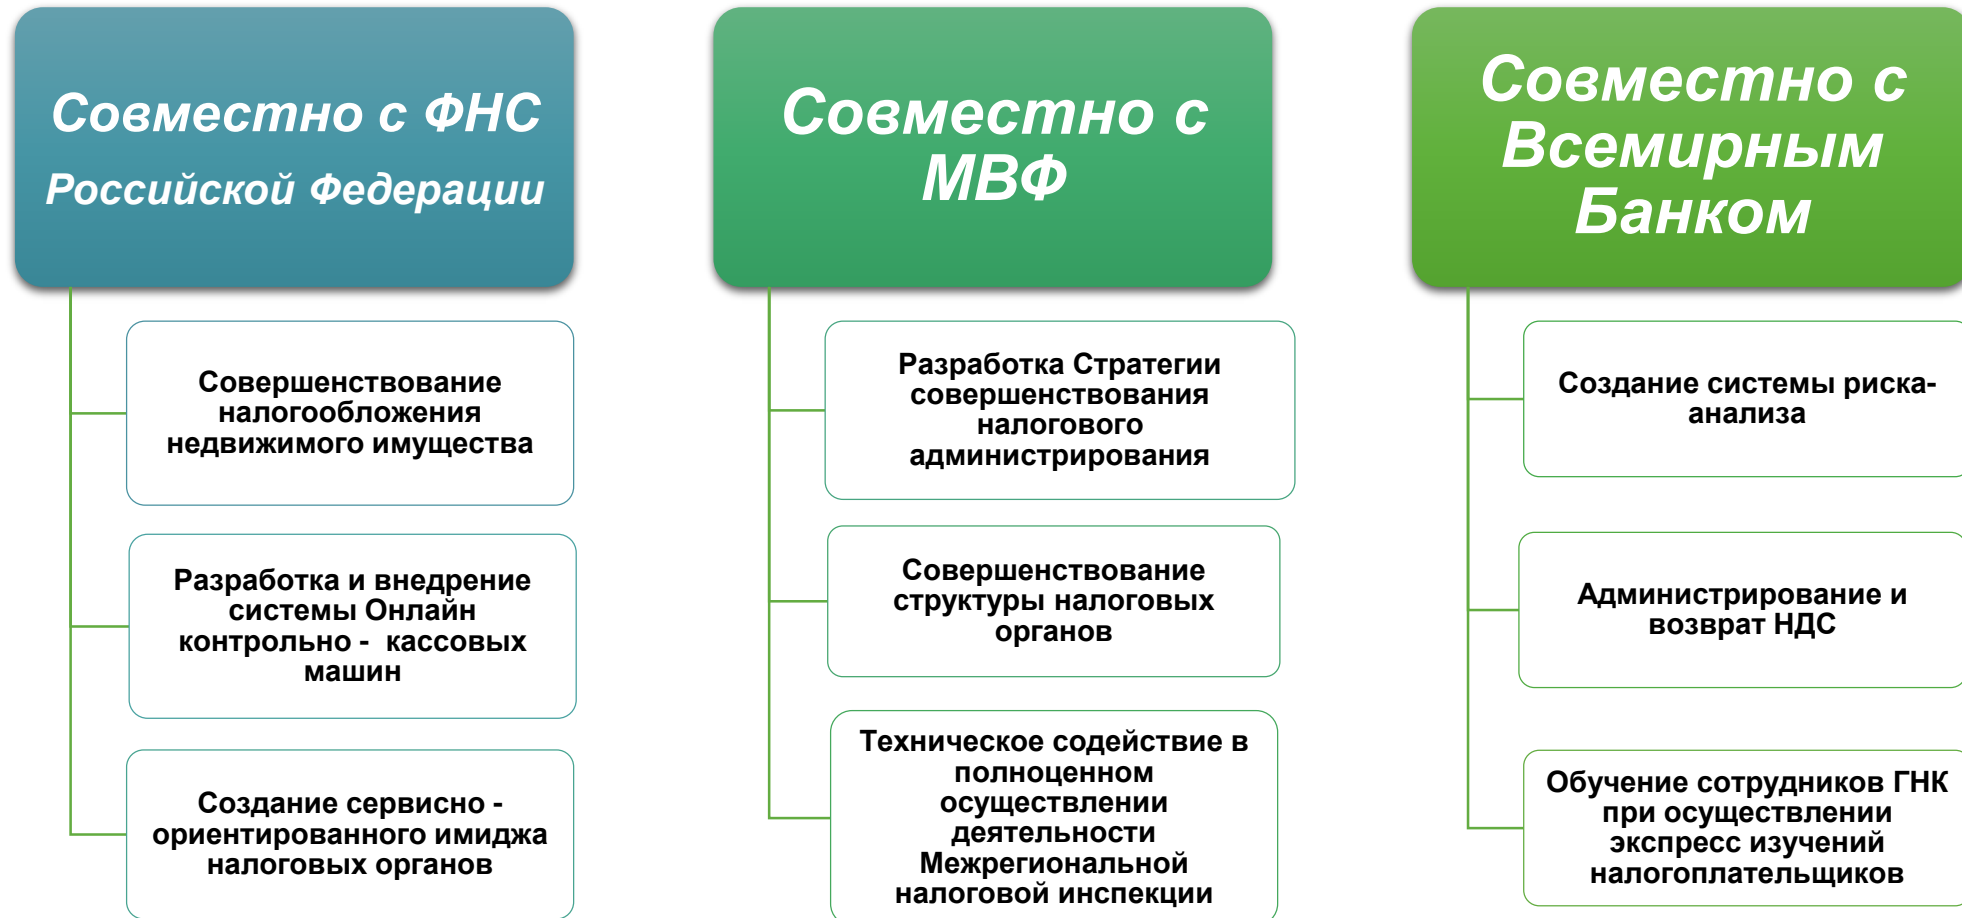 Совместно с ФНС
Российской Федерации
Совершенствование
налогообложения
недвижимого имущества
Разработка и внедрение
системы Онлайн
контрольно - кассовых
машин
Создание сервисно -
ориентированного имиджа
налоговых органов
Совместно с
МВФ
Разработка Стратегии
совершенствования
налогового
администрирования
Совершенствование
структуры налоговых
органов
Техническое содействие в
полноценном
осуществлении
деятельности
Межрегиональной
налоговой инспекции
Совместно с
Всемирным
Банком
Создание системы риска-
анализа
Администрирование и
возврат НДС
Обучение сотрудников ГНК
при осуществлении
экспресс изучений
налогоплательщиков